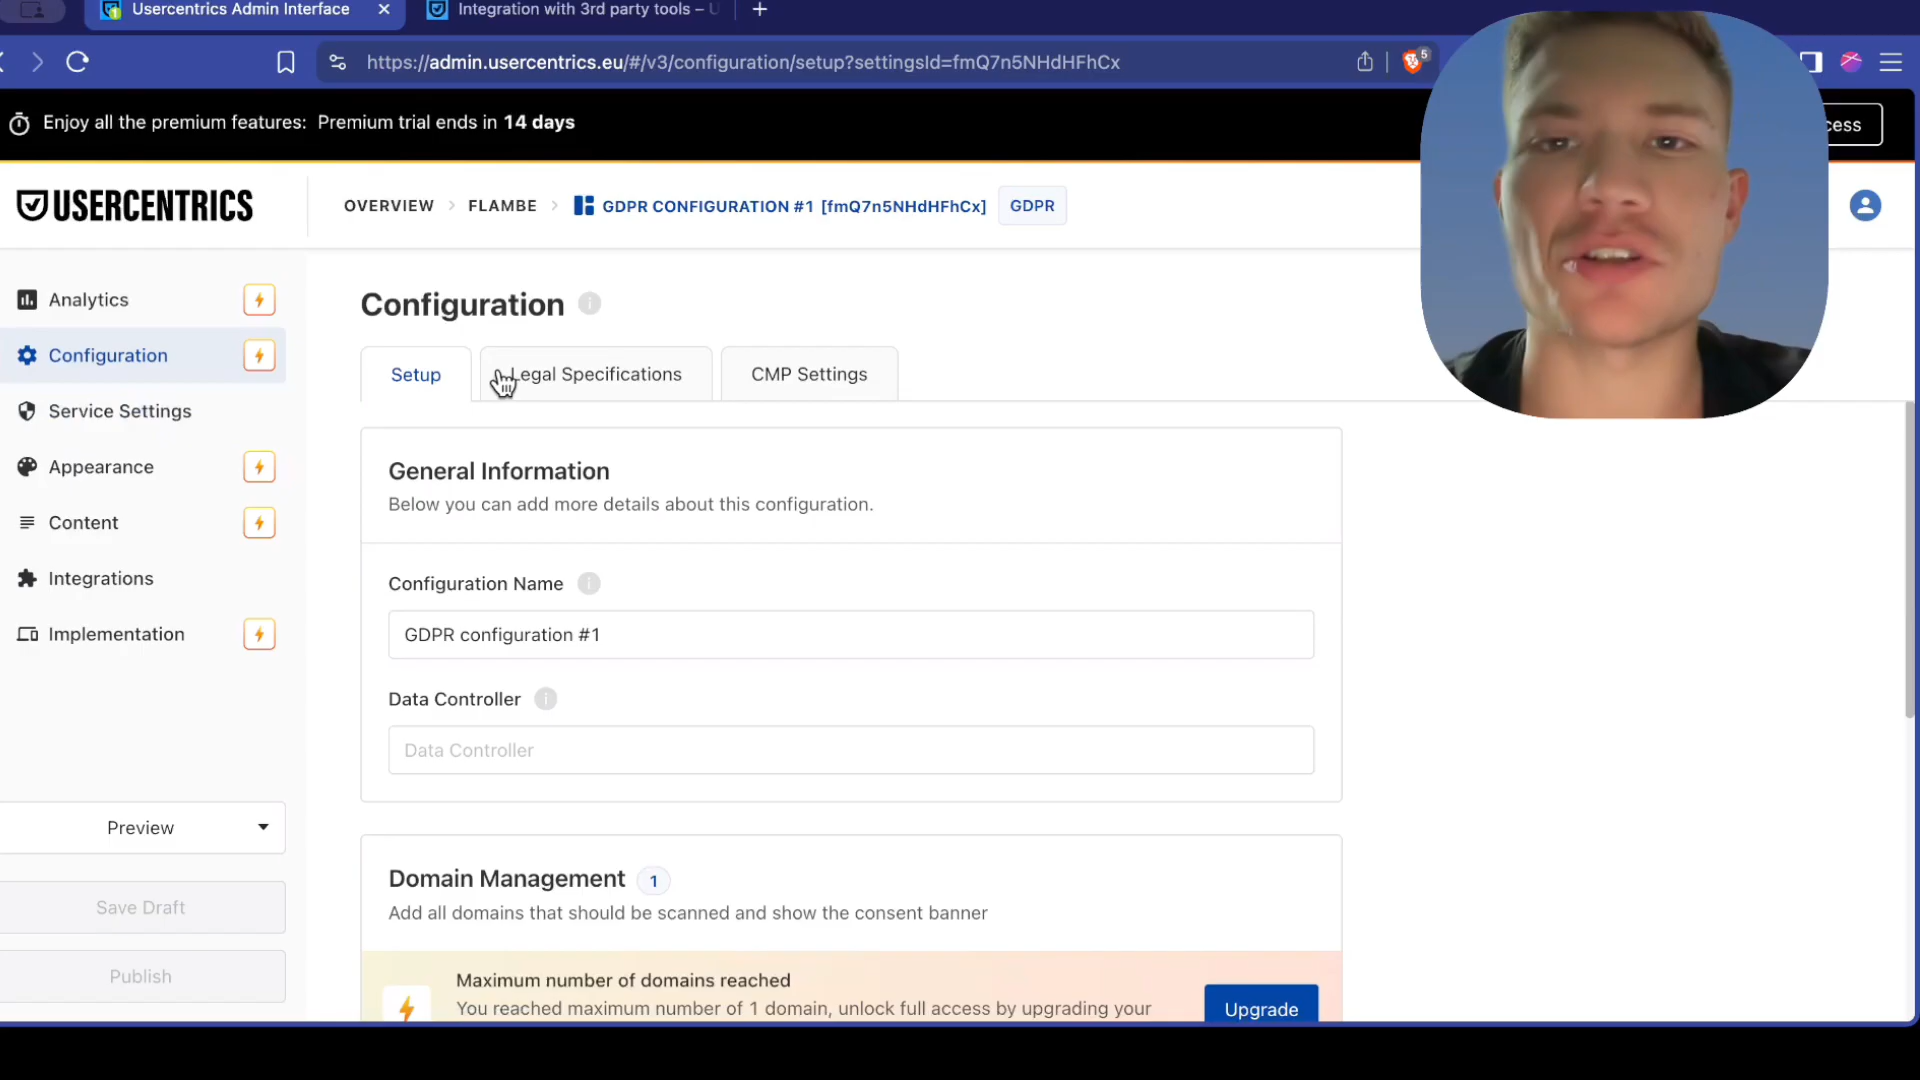 Usercentrics Admin Interface
Integration with 3rd party tools –
https://admin.usercentrics.eu/#/v3/configuration/setup?settingsId=fmQ7n5NHdHFhCx
5
Enjoy all the premium features: Premium trial ends in 14 days
cess
USERCENTRICS
OVERVIEW > FLAMBE > GDPR CONFIGURATION #1 [fmQ7n5NHdHFhCx] GDPR
Analytics
Configuration
Service Settings
Appearance
Content
Integrations
Implementation
Preview
Save Draft
Publish
Configuration
Setup
Legal Specifications
CMP Settings
General Information
Below you can add more details about this configuration.
Configuration Name
GDPR configuration #1
Data Controller
Data Controller
Domain Management 1
Add all domains that should be scanned and show the consent banner
Maximum number of domains reached
You reached maximum number of 1 domain, unlock full access by upgrading your
Upgrade